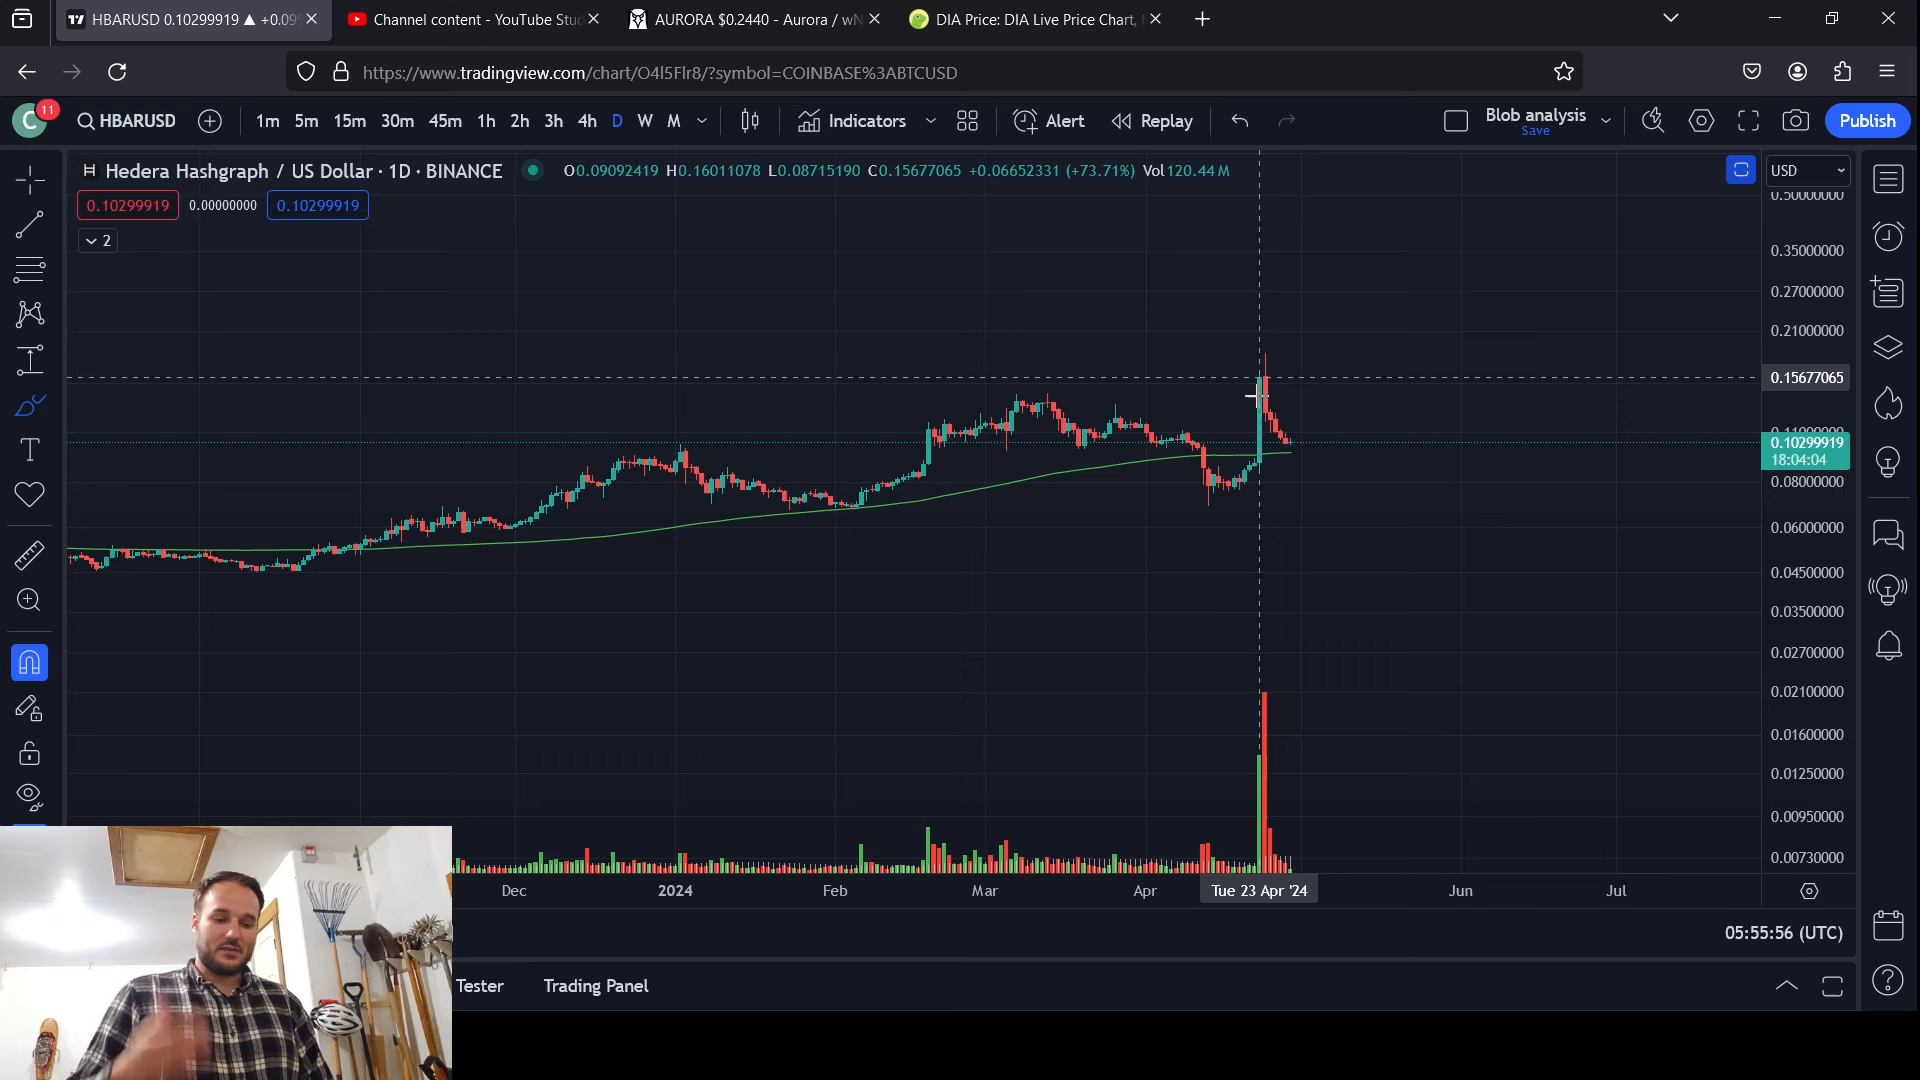 HBARUSD 0.10299919 ▲ +0.09
Channel content - YouTube Stu
AURORA $0.2440 - Aurora / wN
DIA Price: DIA Live Price Chart,
https://www.tradingview.com/chart/O4l5Flr8/?symbol=COINBASE%3ABTCUSD
C 11
HBARUSD
1m 5m 15m 30m 45m 1h 2h 3h 4h D W M
Indicators
Alert
Replay
Blob analysis
Save
Publish
H Hedera Hashgraph / US Dollar · 1D · BINANCE
O0.09092419 H0.16011078 L0.08715190 C0.15677065 +0.06652331 (+73.71%) Vol120.44 M
USD
0.10299919 0.00000000 0.10299919
2
0.50000000
0.35000000
0.27000000
0.21000000
0.15677065
0.11000000
0.10299919
18:04:04
0.08000000
0.06000000
0.04500000
0.03500000
0.02700000
0.02100000
0.01600000
0.01250000
0.00950000
0.00730000
Dec 2024 Feb Mar Apr Tue 23 Apr '24 Jun Jul
05:55:56 (UTC)
Tester Trading Panel